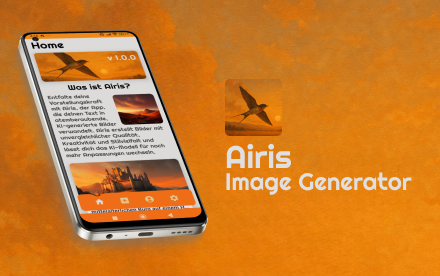 Home
v 1.0.0
Was ist Airis?
Entfalte deine
Vorstellungskraft
mit Airis, der App,
die deinen Text in
atemberaubende,
KI-generierte Bilder
verwandelt. Airis erstellt Bilder mit
unvergleichlicher Qualität,
Kreativität und Stilvielfalt und
lässt dich das KI-Modell für noch
mehr Anpassungen wechseln.
Airis
Image Generator